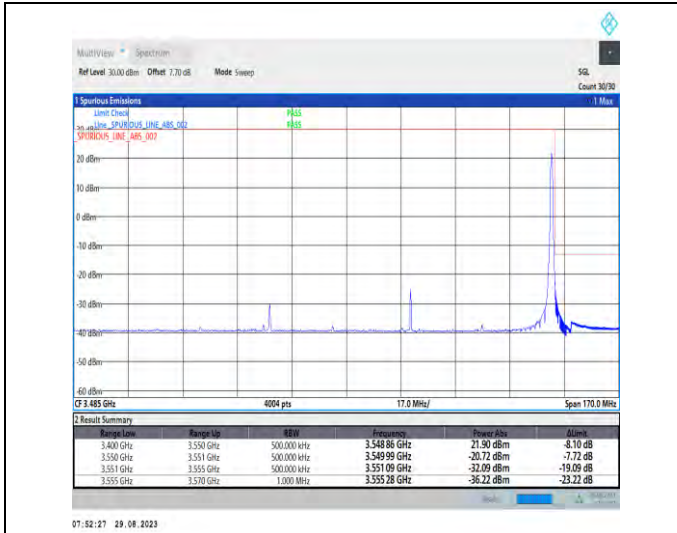 MultiView Spectrum
Ref Level 30.00 dBm Offset 7.70 dB Mode Sweep SGL
Count 30/30
1 Spurious Emissions 1 Max
Limit Check PASS
Line _SPURIOUS_LINE_ABS_002 PASS
_SPURIOUS_LINE_ABS_002
20 dBm
10 dBm
0 dBm
-10 dBm
-20 dBm
-30 dBm
-40 dBm
-50 dBm
-60 dBm
CF 3.485 GHz 4004 pts 17.0 MHz/ Span 170.0 MHz
2 Result Summary
Range Low Range Up RBW Frequency Power Abs ΔLimit
3.400 GHz 3.550 GHz 500.000 kHz 3.548 86 GHz 21.90 dBm -8.10 dB
3.550 GHz 3.551 GHz 500.000 kHz 3.549 99 GHz -20.72 dBm -7.72 dB
3.551 GHz 3.555 GHz 500.000 kHz 3.551 09 GHz -32.09 dBm -19.09 dB
3.555 GHz 3.570 GHz 1.000 MHz 3.555 28 GHz -36.22 dBm -23.22 dB
07:52:27 29.08.2023